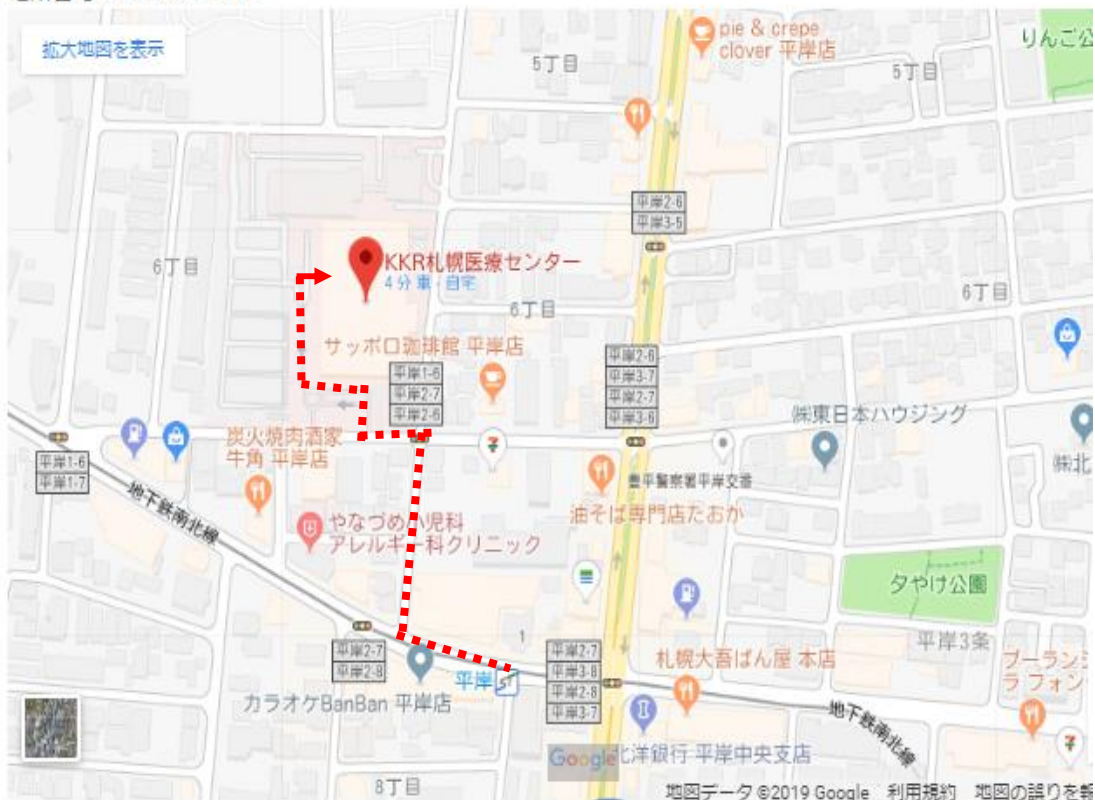 拡大地図を表示
pie & crepe
clover 平岸店
りんご公
5丁目
5丁目
平岸2-6
平岸3-5
6丁目
KKR札幌医療センター
4分 車 - 自宅
6丁目
6丁目
サッポロ珈琲館 平岸店
平岸1-6
平岸2-7
平岸2-6
平岸2-6
平岸3-7
平岸2-7
平岸3-6
㈱東日本ハウジング
炭火焼肉酒家
牛角 平岸店
平岸1-6
平岸1-7
豊平警察署平岸交番
㈱北
地下鉄南北線
油そば専門店たおか
やなづめ小児科
アレルギー科クリニック
夕やけ公園
1
平岸3条
平岸2-7
平岸2-8
平岸2-7
平岸3-8
平岸2-8
平岸3-7
平岸
札幌大吾ぱん屋 本店
プーランジ
ラ フォン
カラオケBanBan 平岸店
地下鉄南北線
Google
北洋銀行 平岸中央支店
8丁目
地図データ ©2019 Google 利用規約 地図の誤りを報